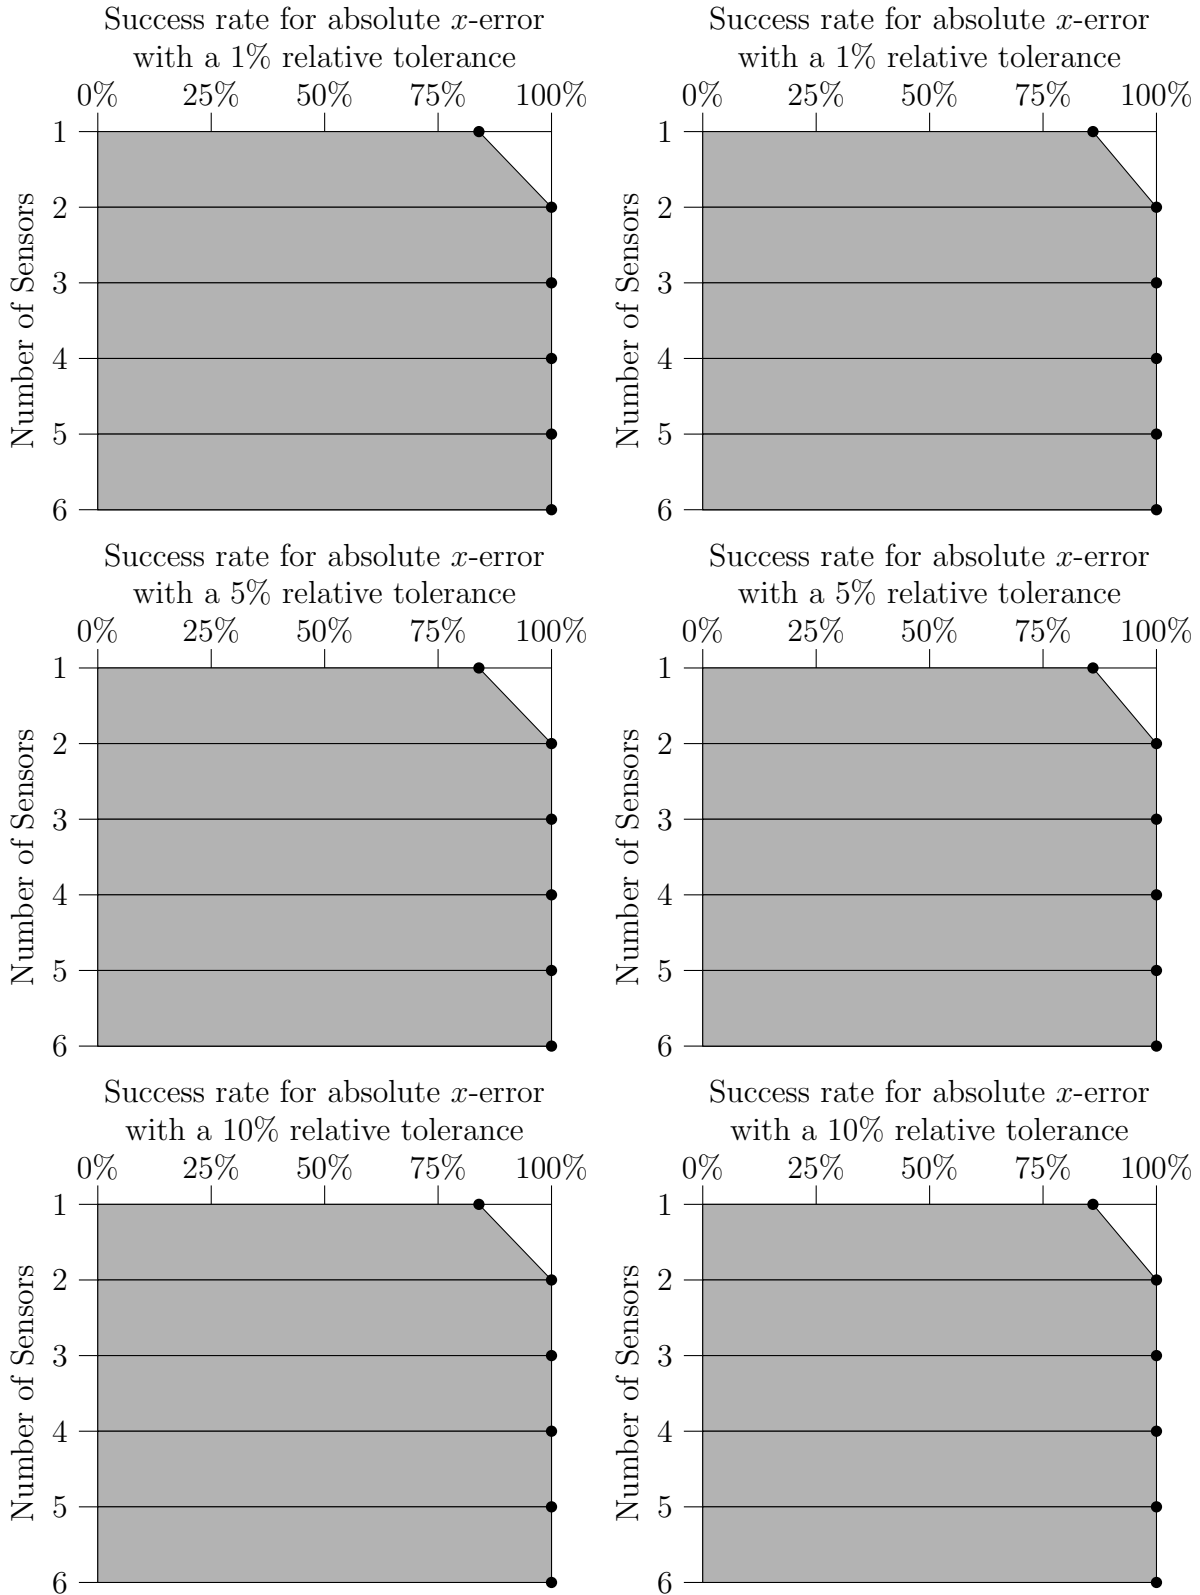 Success rate for absolute x-error
with a 1% relative tolerance
0% 25% 50% 75% 100%
1
2
3
4
5
6
Number of Sensors
Success rate for absolute x-error
with a 1% relative tolerance
0% 25% 50% 75% 100%
1
2
3
4
5
6
Number of Sensors
Success rate for absolute x-error
with a 5% relative tolerance
0% 25% 50% 75% 100%
1
2
3
4
5
6
Number of Sensors
Success rate for absolute x-error
with a 5% relative tolerance
0% 25% 50% 75% 100%
1
2
3
4
5
6
Number of Sensors
Success rate for absolute x-error
with a 10% relative tolerance
0% 25% 50% 75% 100%
1
2
3
4
5
6
Number of Sensors
Success rate for absolute x-error
with a 10% relative tolerance
0% 25% 50% 75% 100%
1
2
3
4
5
6
Number of Sensors